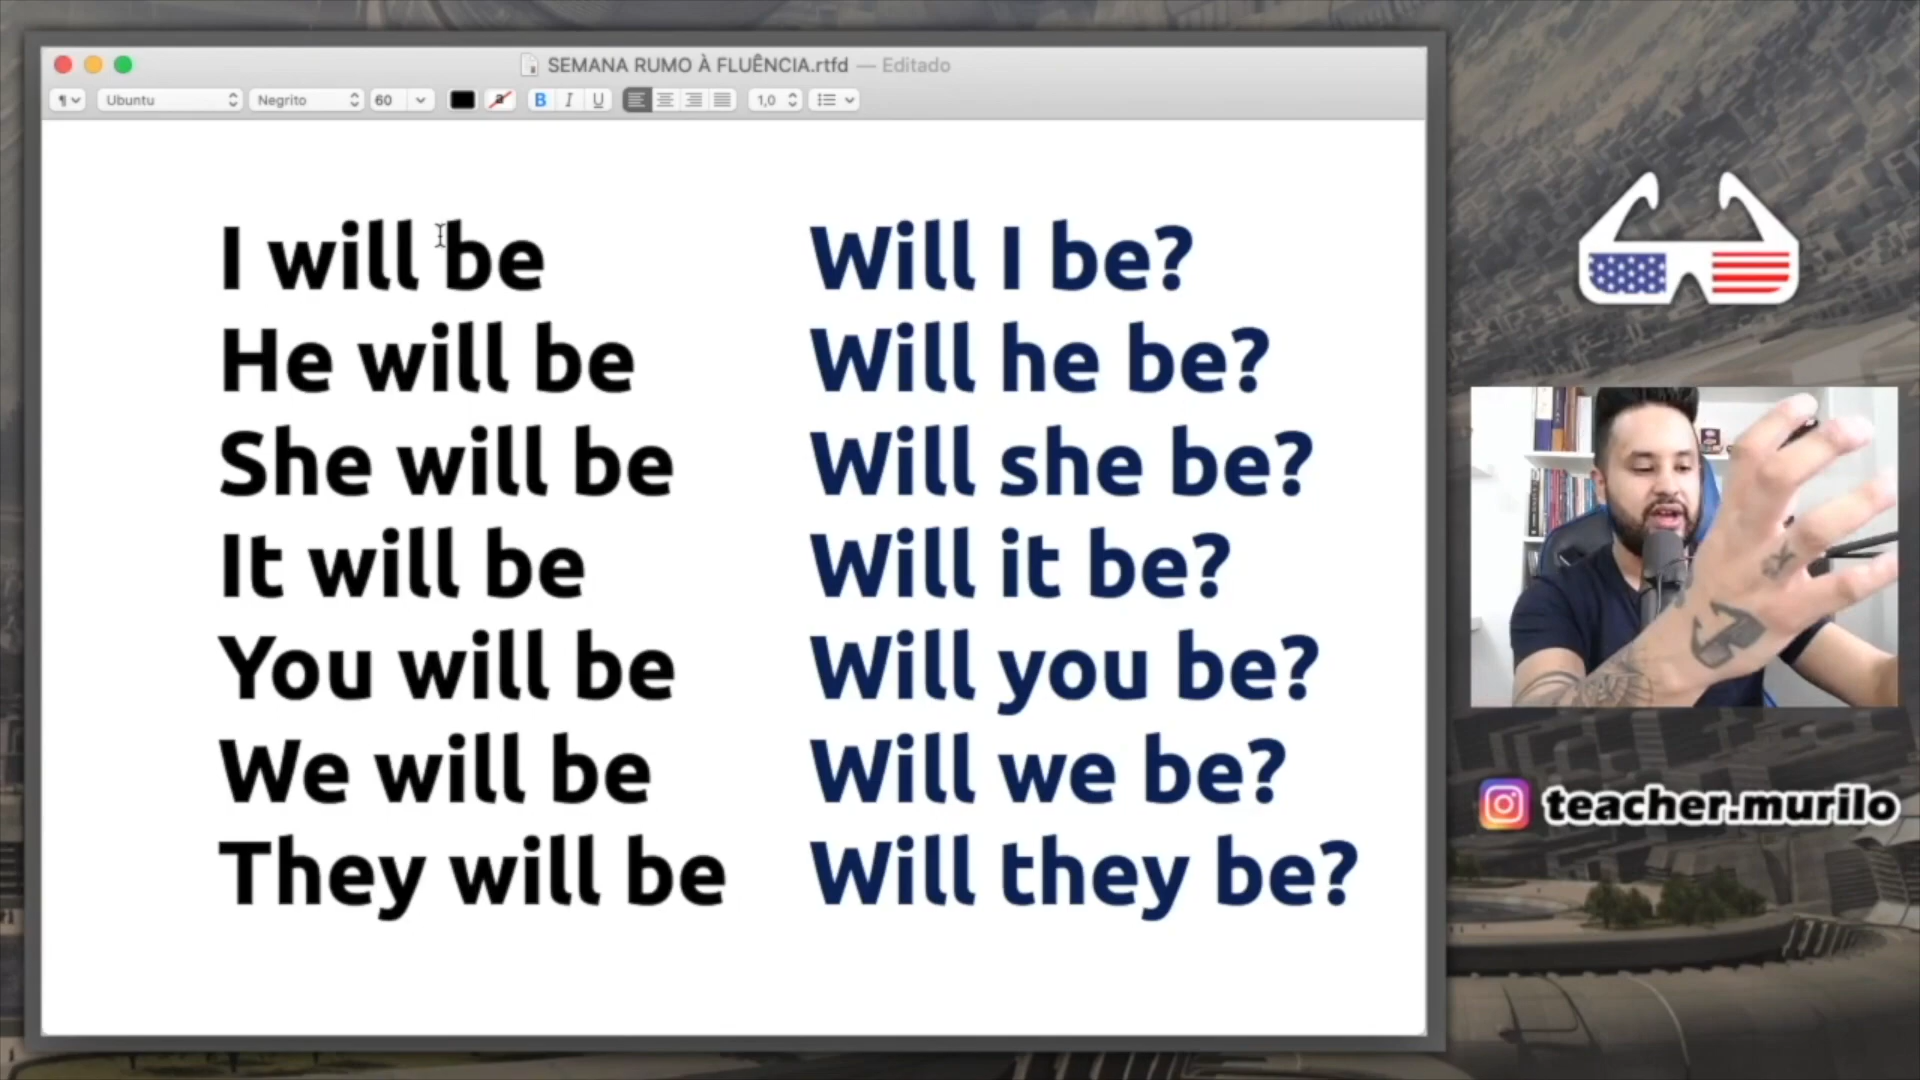 SEMANA RUMO À FLUÊNCIA.rtfd — Editado
Ubuntu Negrito 60 B I U 1,0
I will be
He will be
She will be
It will be
You will be
We will be
They will be
Will I be?
Will he be?
Will she be?
Will it be?
Will you be?
Will we be?
Will they be?
teacher.murilo